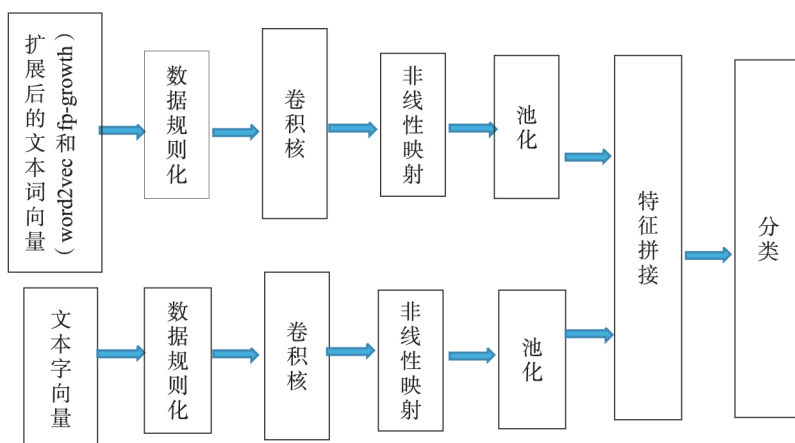 扩展后的文本词向量
(word2vec和fp-growth)
数据规则化
卷积核
非线性映射
池化
特征拼接
分类
文本字向量
数据规则化
卷积核
非线性映射
池化